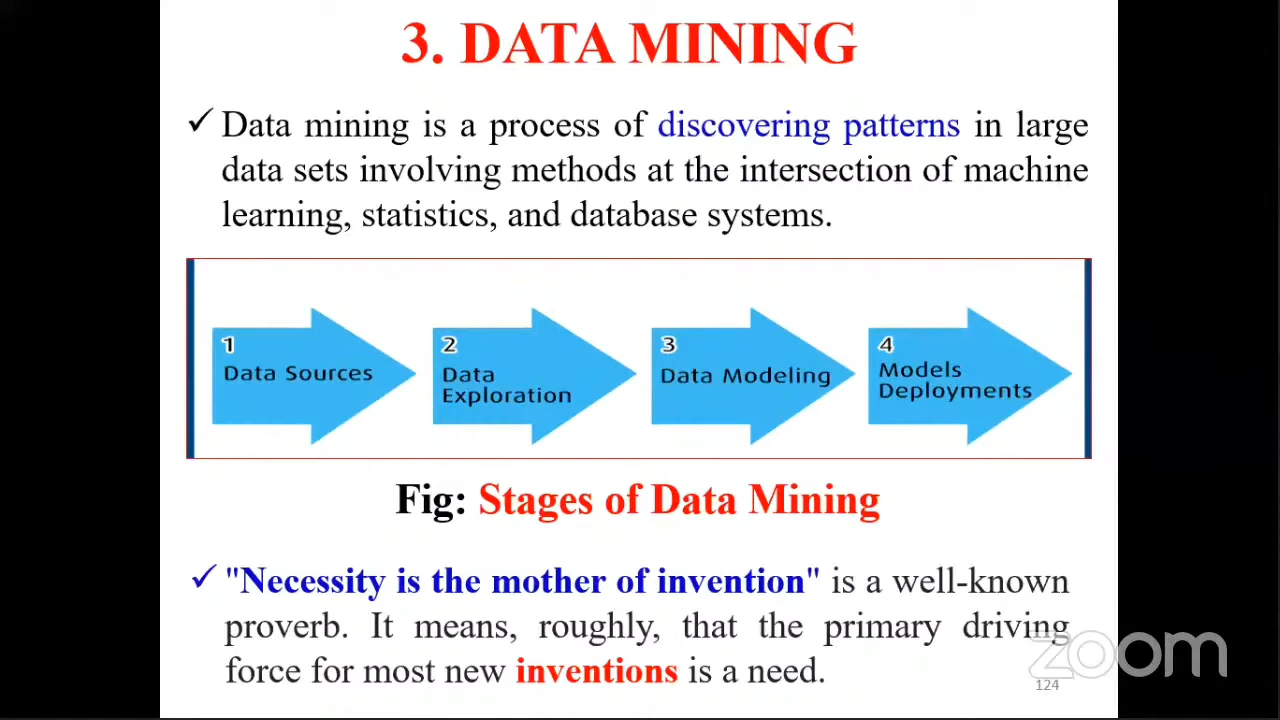 3. DATA MINING
✓ Data mining is a process of discovering patterns in large
data sets involving methods at the intersection of machine
learning, statistics, and database systems.
1
Data Sources
2
Data
Exploration
3
Data Modeling
4
Models
Deployments
Fig: Stages of Data Mining
✓ "Necessity is the mother of invention" is a well-known
proverb. It means, roughly, that the primary driving
force for most new inventions is a need.
zoom
124